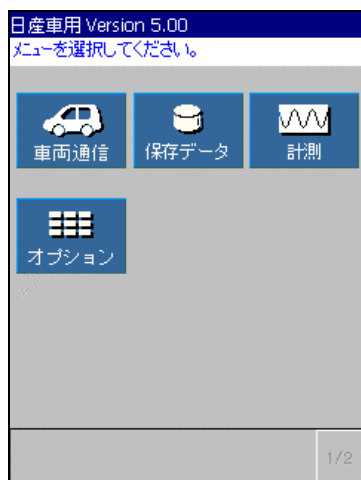 日産車用 Version 5.00
メニューを選択してください。
車両通信
保存データ
計測
オプション
1/2